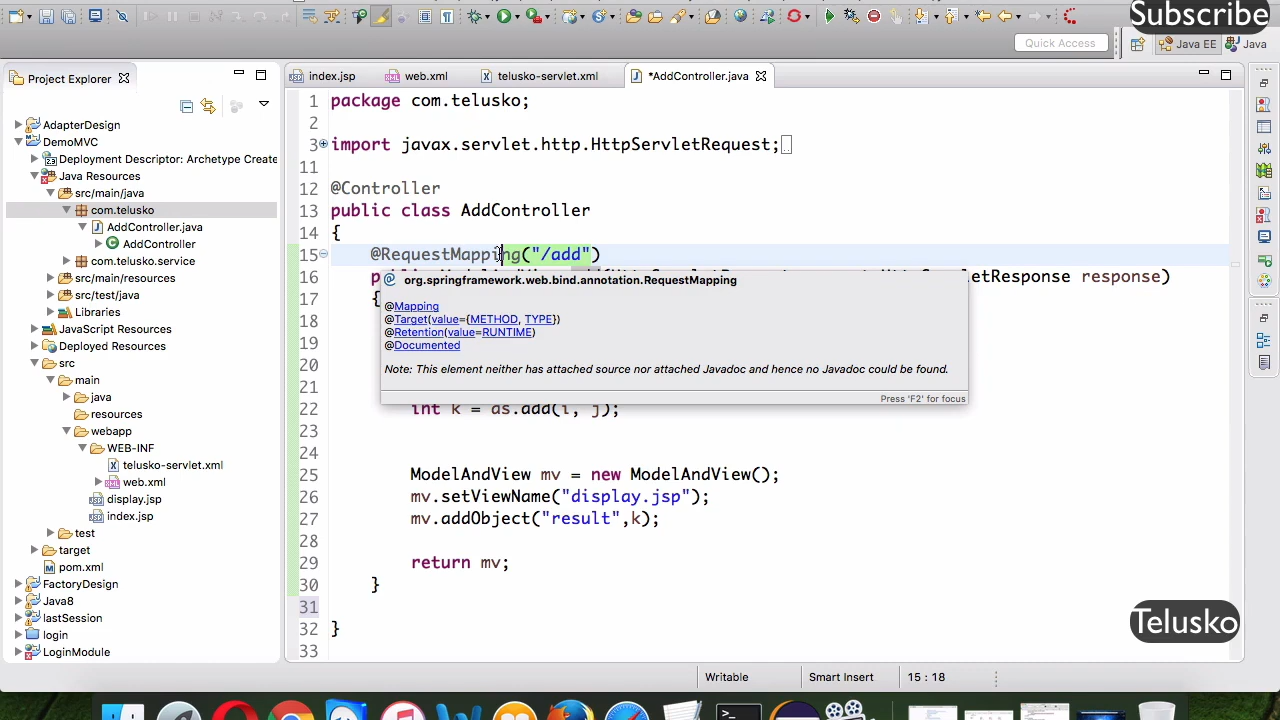 Subscribe
Quick Access
Java EE
Java
Project Explorer
index.jsp
web.xml
telusko-servlet.xml
*AddController.java
AdapterDesign
DemoMVC
Deployment Descriptor: Archetype Create
Java Resources
src/main/java
com.telusko
AddController.java
AddController
com.telusko.service
src/main/resources
src/test/java
Libraries
JavaScript Resources
Deployed Resources
src
main
java
resources
webapp
WEB-INF
telusko-servlet.xml
web.xml
display.jsp
index.jsp
test
target
pom.xml
FactoryDesign
Java8
lastSession
login
LoginModule
1 package com.telusko;
2
3 import javax.servlet.http.HttpServletRequest;
11
12 @Controller
13 public class AddController
14 {
15 @RequestMapping("/add")
16 Response response)
17 {
18
19
20
21
22 int k = as.add(i, j);
23
24
25 ModelAndView mv = new ModelAndView();
26 mv.setViewName("display.jsp");
27 mv.addObject("result",k);
28
29 return mv;
30 }
31
32 }
33
org.springframework.web.bind.annotation.RequestMapping
@Mapping
@Target(value={METHOD, TYPE})
@Retention(value=RUNTIME)
@Documented
Note: This element neither has attached source nor attached Javadoc and hence no Javadoc could be found.
Press 'F2' for focus
Telusko
Writable
Smart Insert
15 : 18